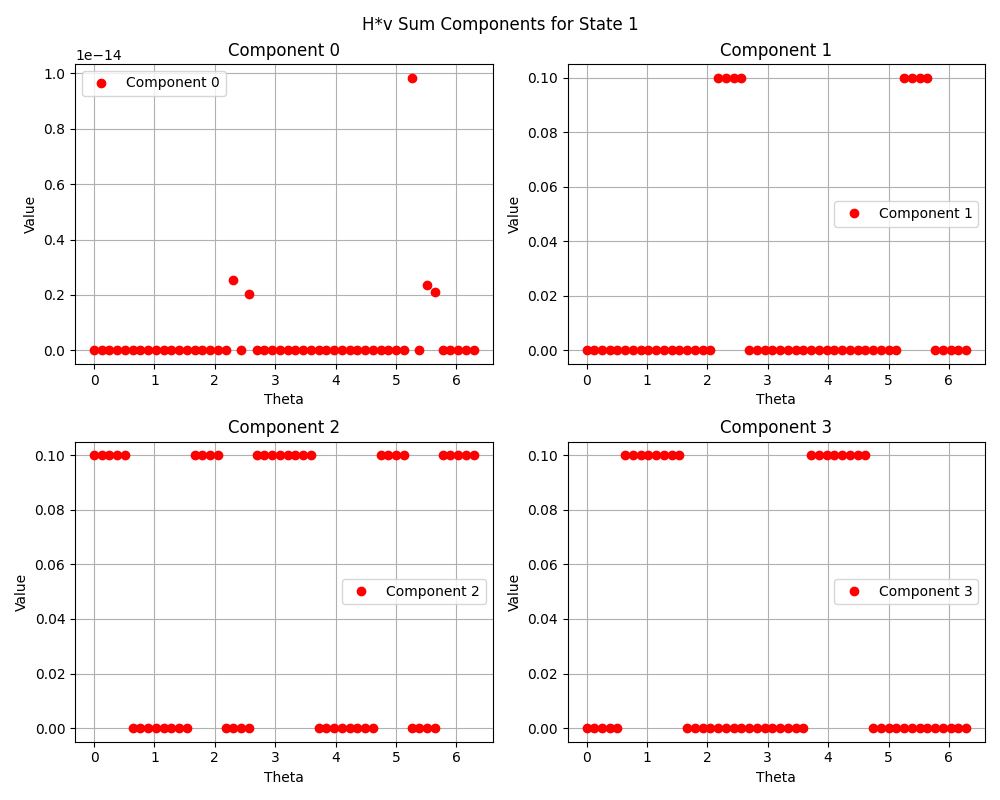 H*v Sum Components for State 1
Component 0
1e−14
1.0
0.8
0.6
0.4
0.2
0.0
Value
Component 0
0 1 2 3 4 5 6
Theta
Component 1
0.10
0.08
0.06
0.04
0.02
0.00
Value
Component 1
0 1 2 3 4 5 6
Theta
Component 2
0.10
0.08
0.06
0.04
0.02
0.00
Value
Component 2
0 1 2 3 4 5 6
Theta
Component 3
0.10
0.08
0.06
0.04
0.02
0.00
Value
Component 3
0 1 2 3 4 5 6
Theta